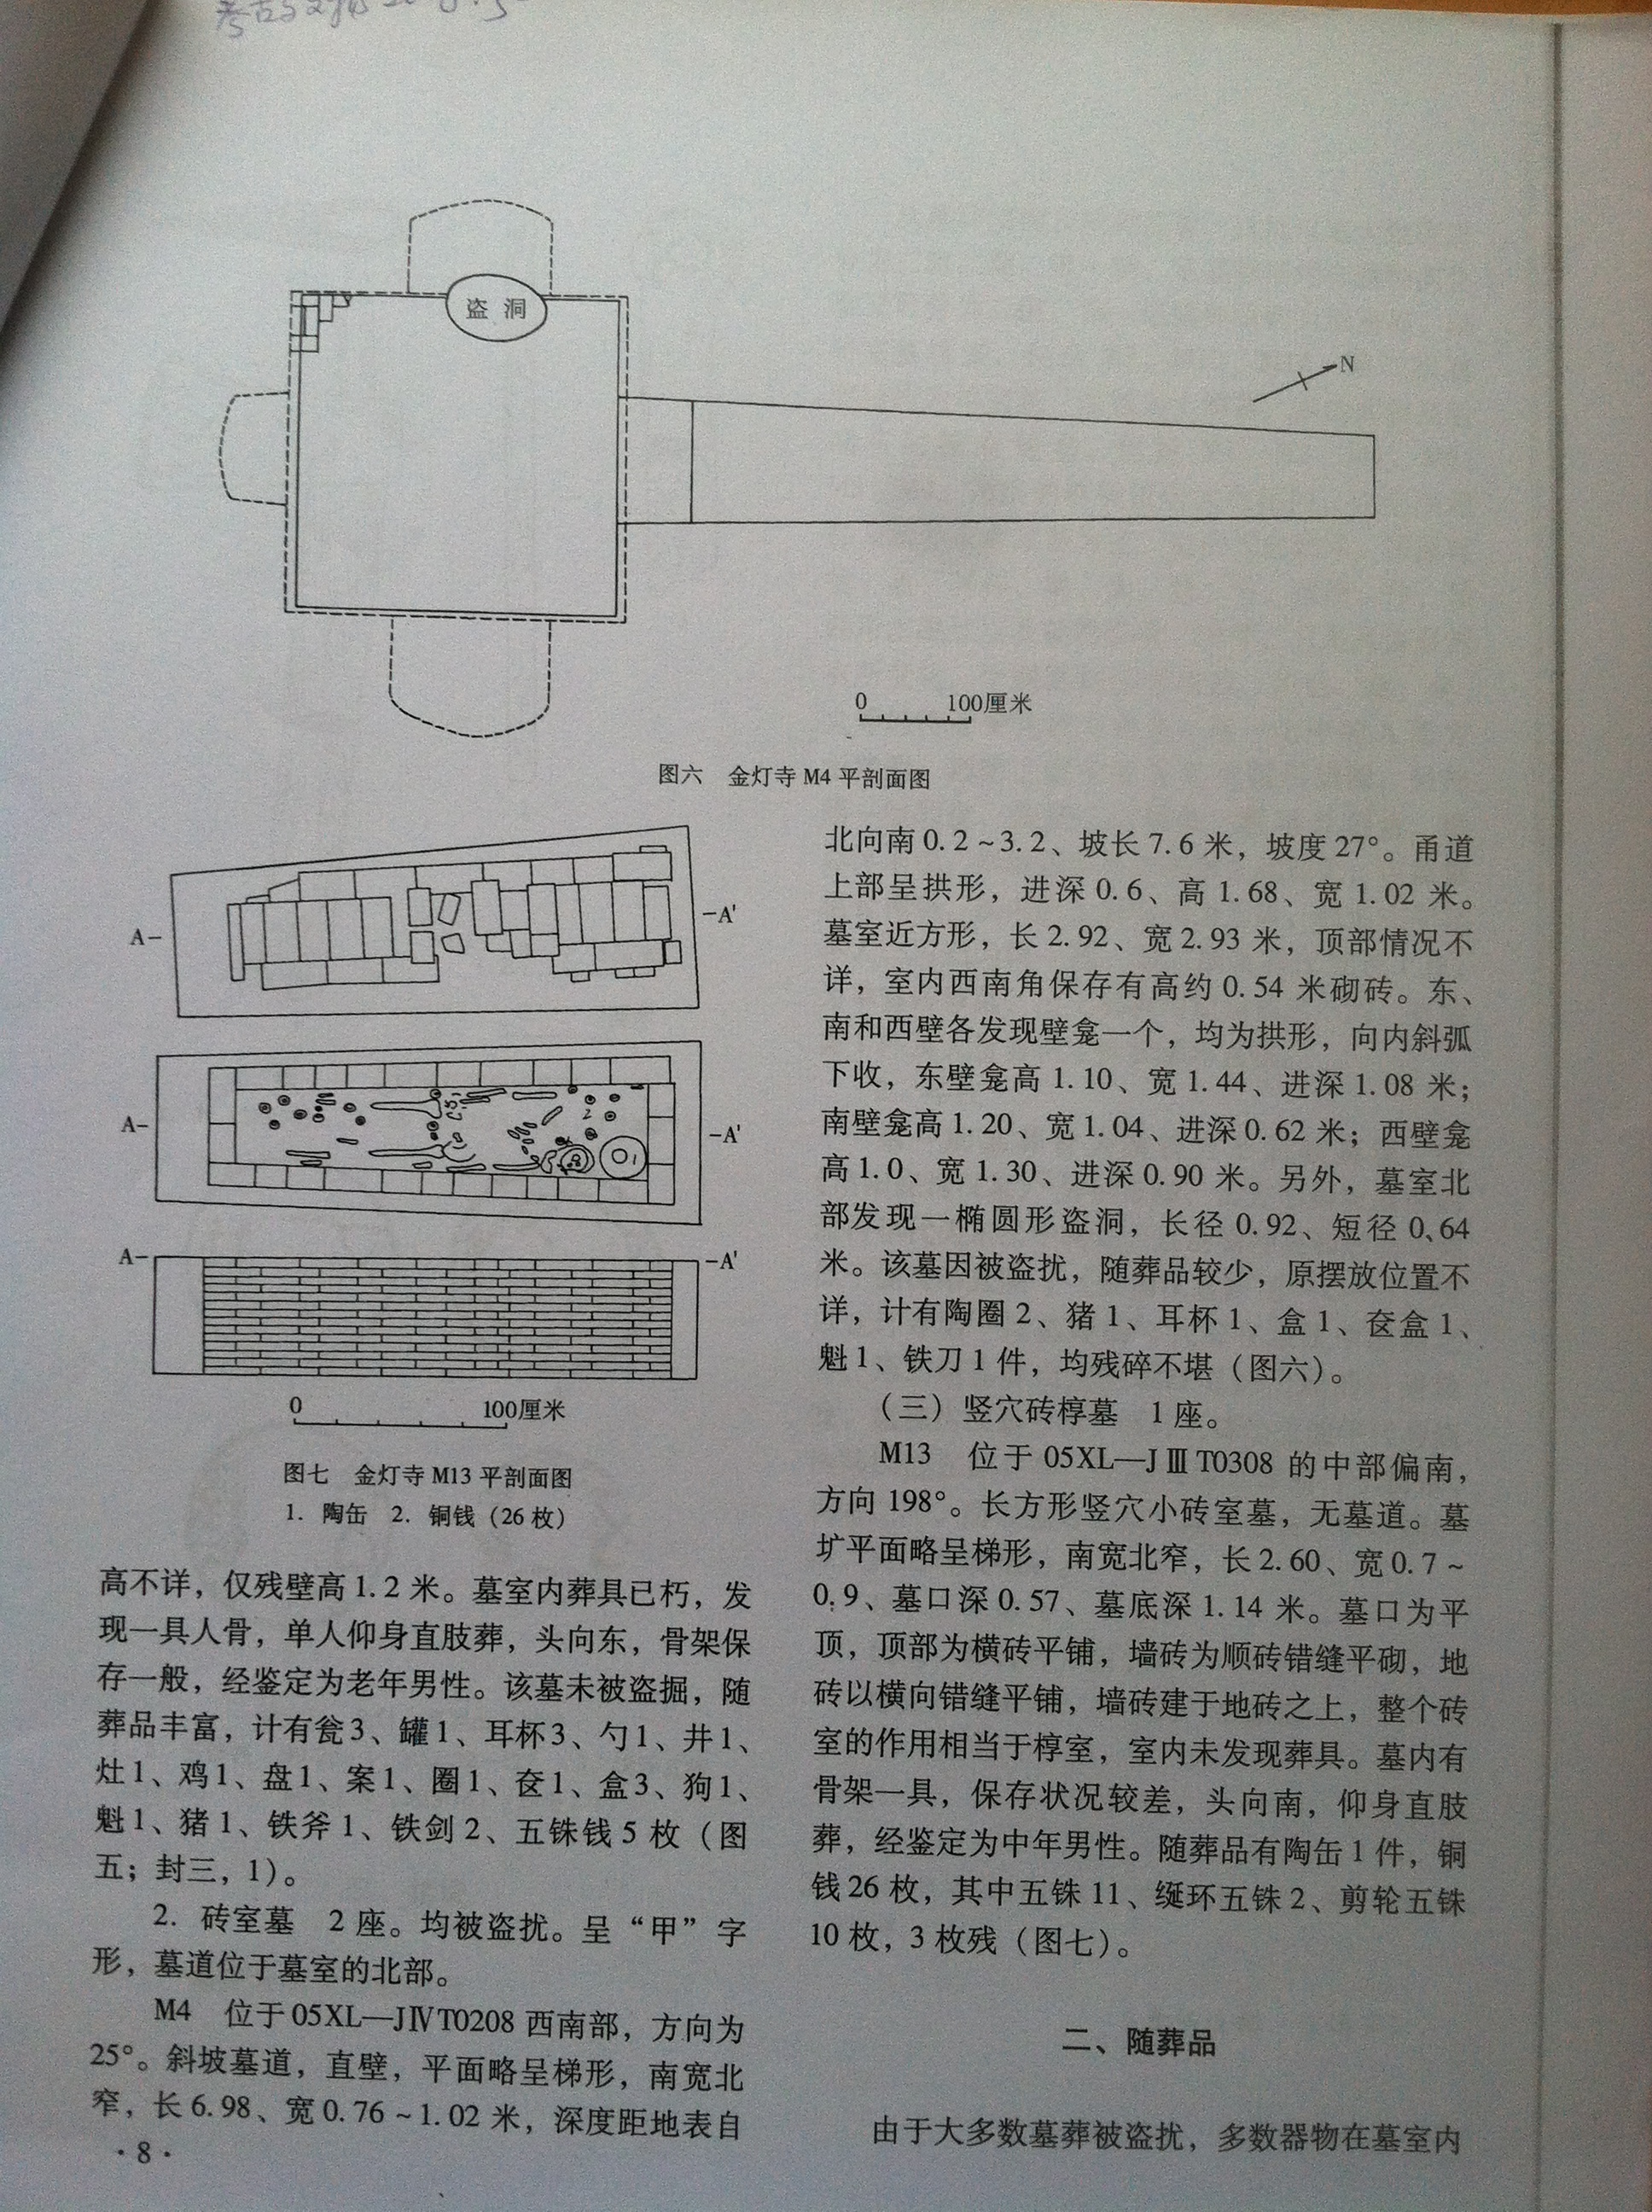 盗 洞
N
0 100厘米
图六 金灯寺 M4 平剖面图
A- -A'
A- -A'
2
1
A- -A'
0 100厘米
图七 金灯寺 M13 平剖面图
1. 陶缶 2. 铜钱（26 枚）
高不详，仅残壁高 1.2 米。墓室内葬具已朽，发
现一具人骨，单人仰身直肢葬，头向东，骨架保
存一般，经鉴定为老年男性。该墓未被盗掘，随
葬品丰富，计有瓮 3、罐 1、耳杯 3、勺 1、井 1、
灶 1、鸡 1、盘 1、案 1、圈 1、奁 1、盒 3、狗 1、
魁 1、猪 1、铁斧 1、铁剑 2、五铢钱 5 枚（图
五；封三，1）。
2. 砖室墓 2 座。均被盗扰。呈“甲”字
形，墓道位于墓室的北部。
M4 位于 05XL—JⅣT0208 西南部，方向为
25°。斜坡墓道，直壁，平面略呈梯形，南宽北
窄，长 6.98、宽 0.76～1.02 米，深度距地表自
·8·
北向南 0.2～3.2、坡长 7.6 米，坡度 27°。甬道
上部呈拱形，进深 0.6、高 1.68、宽 1.02 米。
墓室近方形，长 2.92、宽 2.93 米，顶部情况不
详，室内西南角保存有高约 0.54 米砌砖。东、
南和西壁各发现壁龛一个，均为拱形，向内斜弧
下收，东壁龛高 1.10、宽 1.44、进深 1.08 米；
南壁龛高 1.20、宽 1.04、进深 0.62 米；西壁龛
高 1.0、宽 1.30、进深 0.90 米。另外，墓室北
部发现一椭圆形盗洞，长径 0.92、短径 0.64
米。该墓因被盗扰，随葬品较少，原摆放位置不
详，计有陶圈 2、猪 1、耳杯 1、盒 1、奁盒 1、
魁 1、铁刀 1 件，均残碎不堪（图六）。
（三）竖穴砖椁墓 1 座。
M13 位于 05XL—JⅢT0308 的中部偏南，
方向 198°。长方形竖穴小砖室墓，无墓道。墓
圹平面略呈梯形，南宽北窄，长 2.60、宽 0.7～
0.9、墓口深 0.57、墓底深 1.14 米。墓口为平
顶，顶部为横砖平铺，墙砖为顺砖错缝平砌，地
砖以横向错缝平铺，墙砖建于地砖之上，整个砖
室的作用相当于椁室，室内未发现葬具。墓内有
骨架一具，保存状况较差，头向南，仰身直肢
葬，经鉴定为中年男性。随葬品有陶缶 1 件，铜
钱 26 枚，其中五铢 11、綖环五铢 2、剪轮五铢
10 枚，3 枚残（图七）。
二、随葬品
由于大多数墓葬被盗扰，多数器物在墓室内